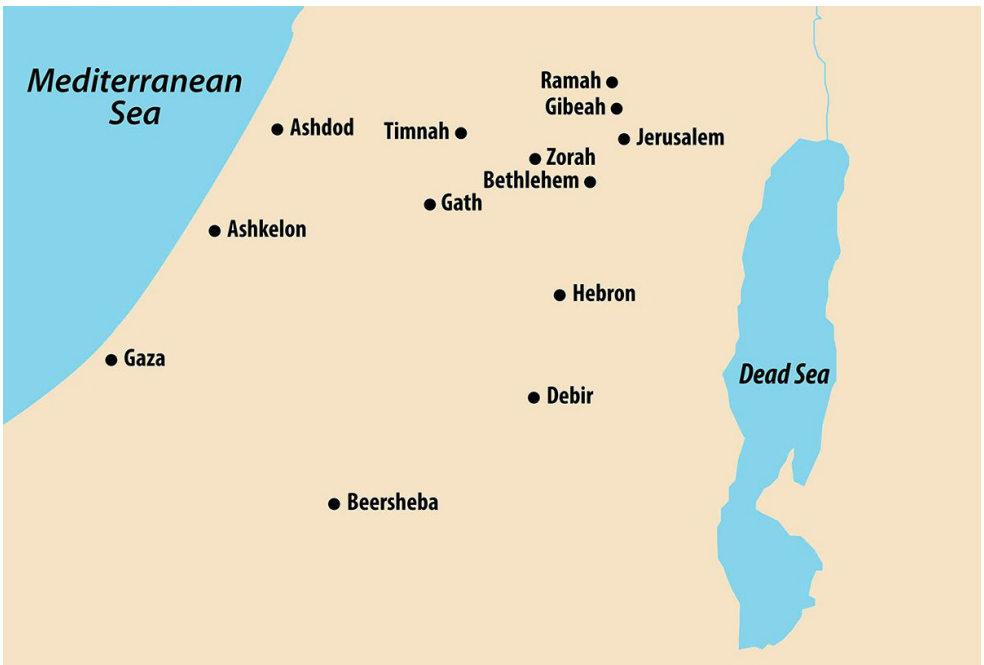 Mediterranean
Sea
Ramah
Gibeah
Ashdod
Timnah
Jerusalem
Zorah
Bethlehem
Gath
Ashkelon
Hebron
Gaza
Dead Sea
Debir
Beersheba